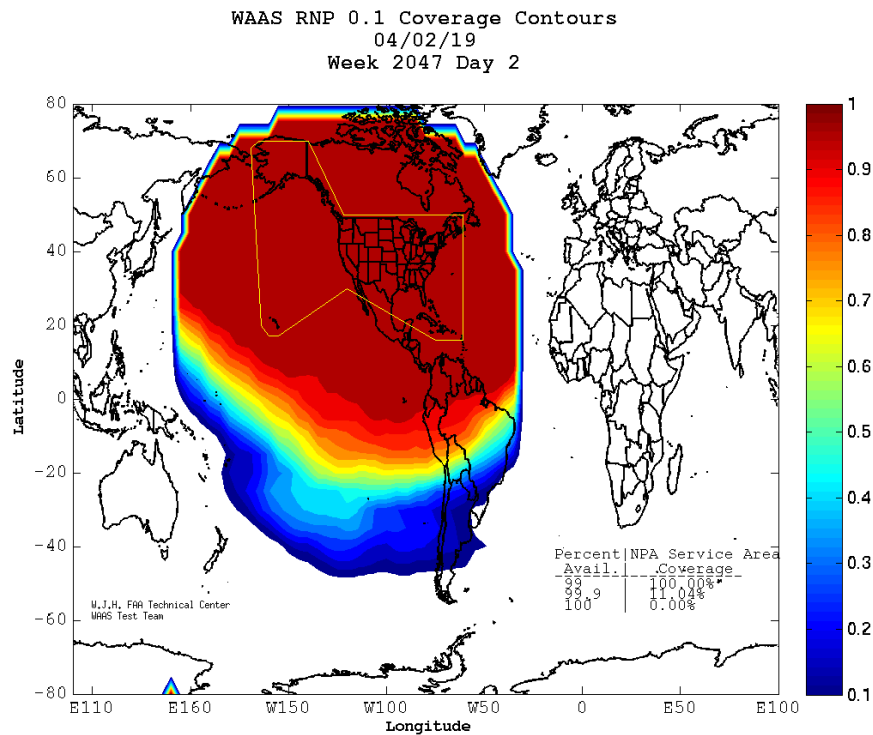 WAAS RNP 0.1 Coverage Contours
04/02/19
Week 2047 Day 2
80
60
40
20
0
-20
-40
-60
-80
Latitude
E110 E160 W150 W100 W50 0 E50 E100
Longitude
1
0.9
0.8
0.7
0.6
0.5
0.4
0.3
0.2
0.1
Percent|NPA Service Area
Avail.| Coverage
99 | 100.00%
99.9 | 11.04%
100 | 0.00%
W.J.H. FAA Technical Center
WAAS Test Team